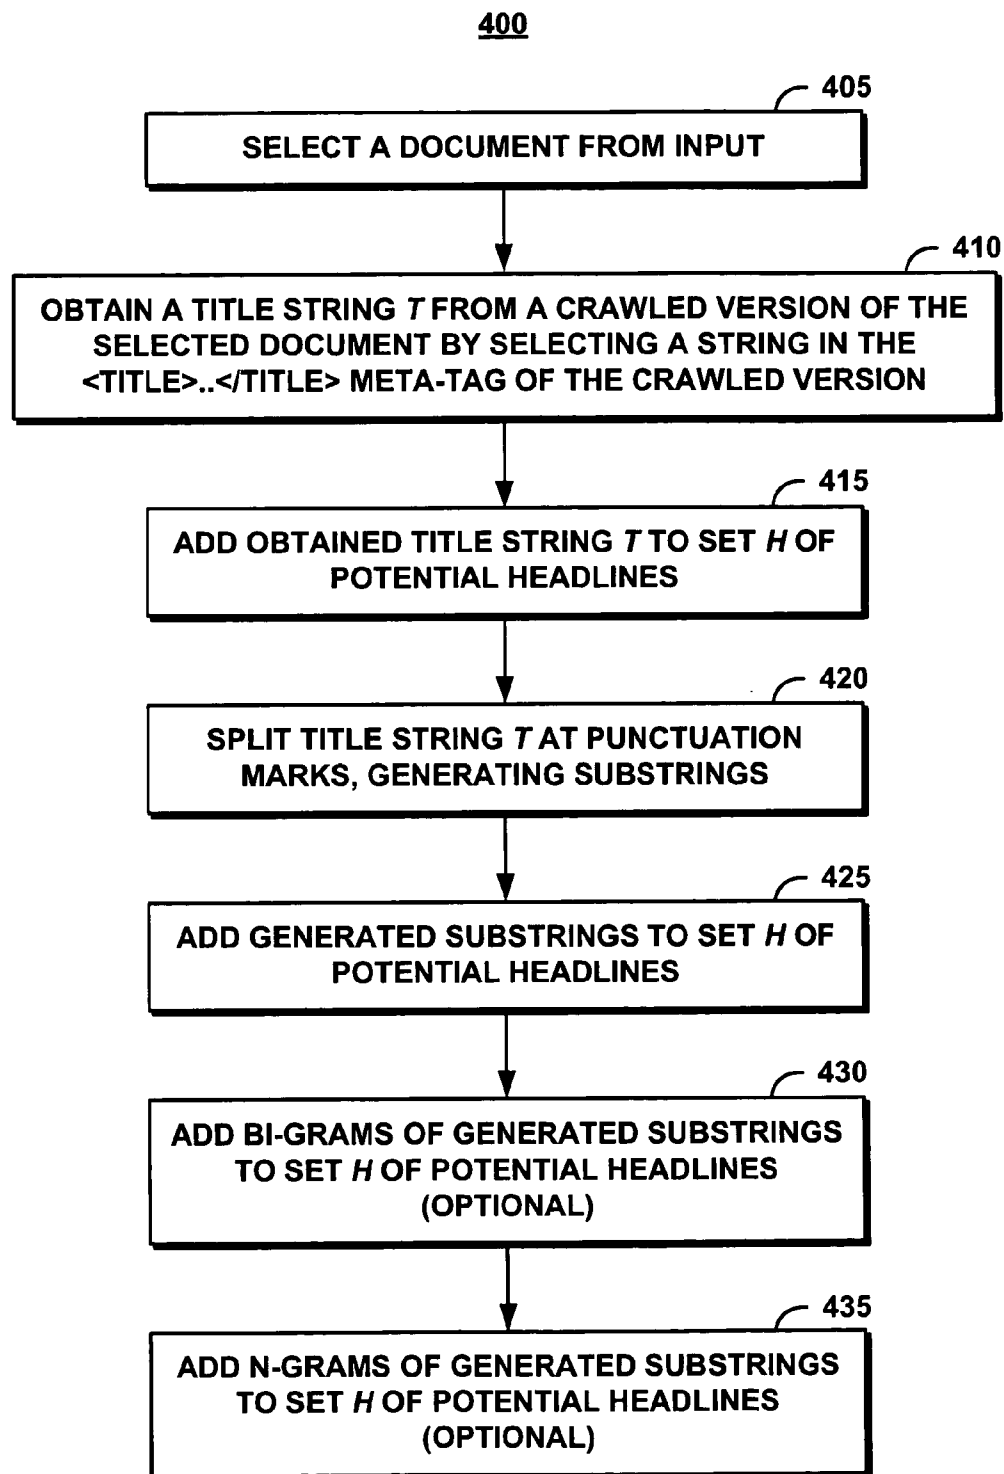 400
405
SELECT A DOCUMENT FROM INPUT
410
OBTAIN A TITLE STRING T FROM A CRAWLED VERSION OF THE
SELECTED DOCUMENT BY SELECTING A STRING IN THE
<TITLE>..</TITLE> META-TAG OF THE CRAWLED VERSION
415
ADD OBTAINED TITLE STRING T TO SET H OF
POTENTIAL HEADLINES
420
SPLIT TITLE STRING T AT PUNCTUATION
MARKS, GENERATING SUBSTRINGS
425
ADD GENERATED SUBSTRINGS TO SET H OF
POTENTIAL HEADLINES
430
ADD BI-GRAMS OF GENERATED SUBSTRINGS
TO SET H OF POTENTIAL HEADLINES
(OPTIONAL)
435
ADD N-GRAMS OF GENERATED SUBSTRINGS
TO SET H OF POTENTIAL HEADLINES
(OPTIONAL)